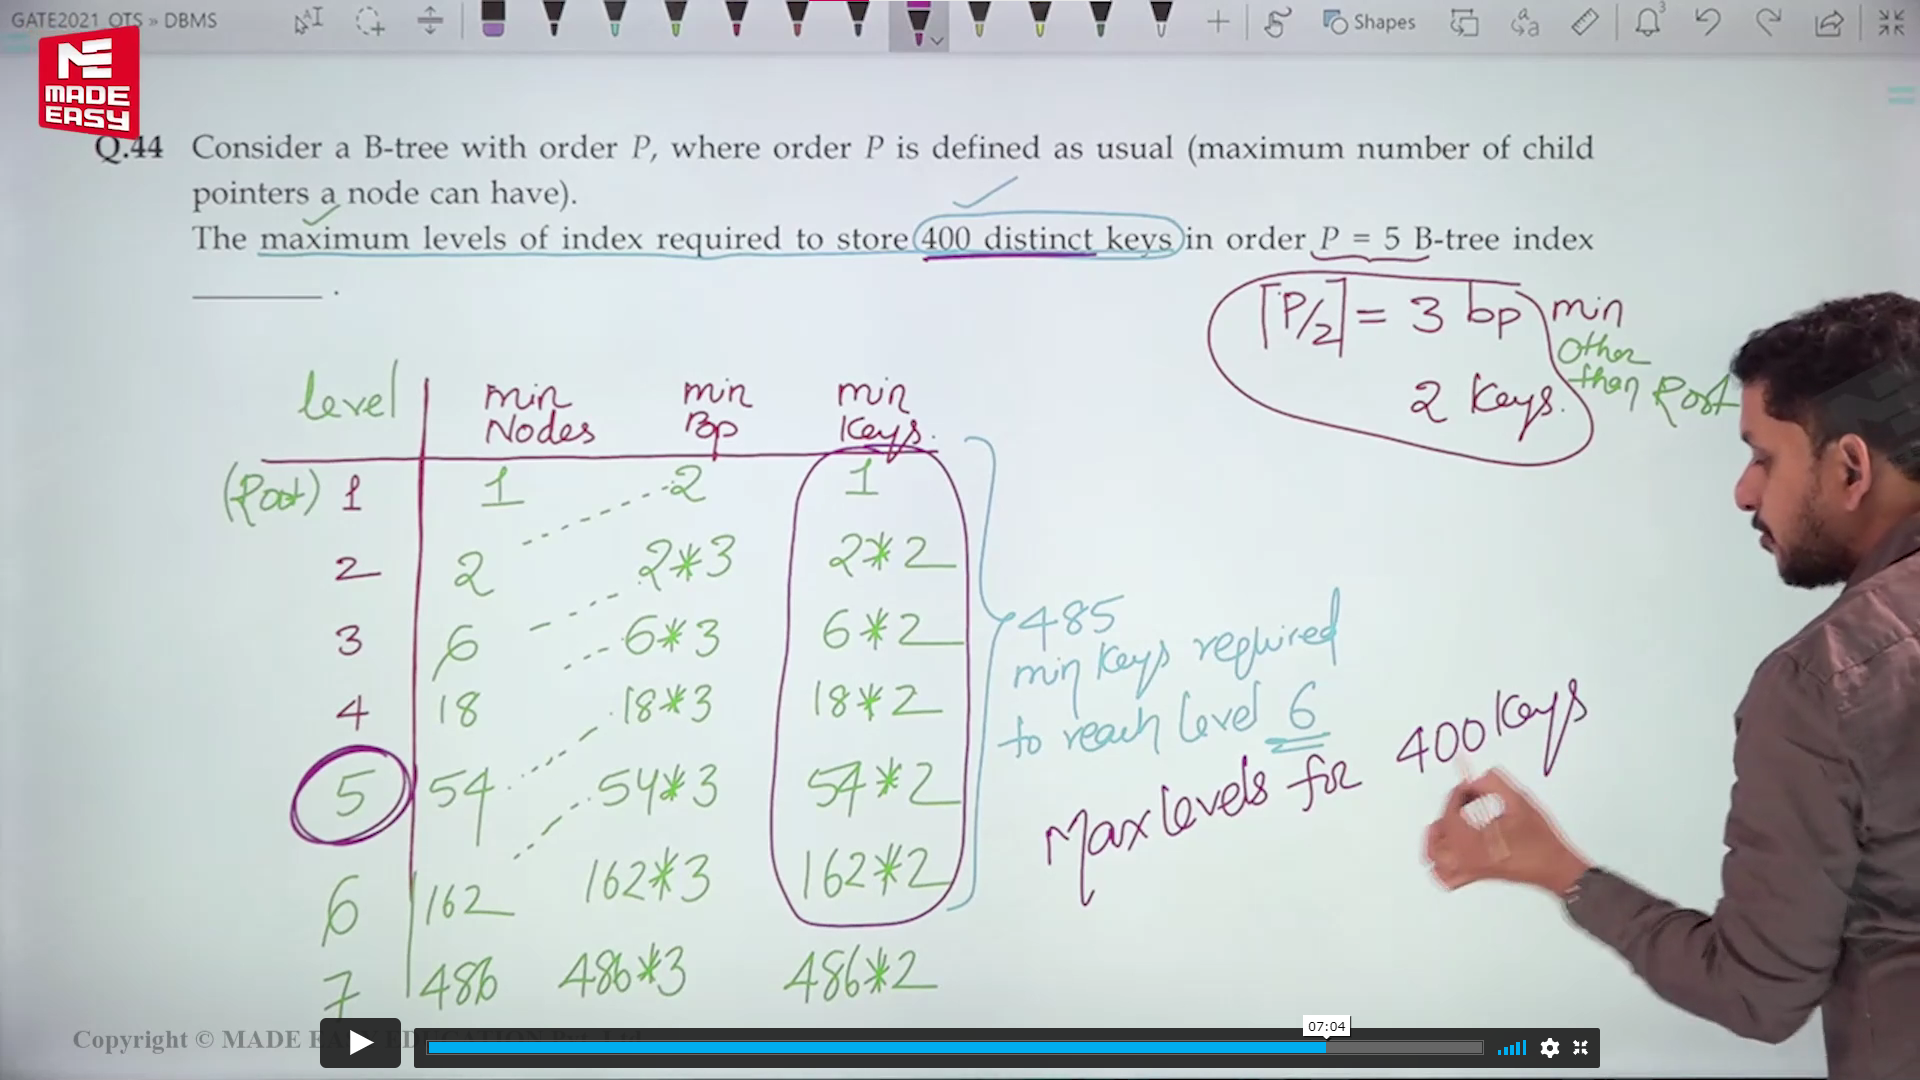 GATE2021_OTS » DBMS
Shapes
3
MADE
EASY
Q.44 Consider a B-tree with order P, where order P is defined as usual (maximum number of child
pointers a node can have).
The maximum levels of index required to store 400 distinct keys in order P = 5 B-tree index
________ .
⌈P/2⌉ = 3 bp min
other
than Root
2 Keys.
level min Nodes min Bp min Keys.
(Root) 1 1 2 1
2 2 2*3 2*2
3 6 6*3 6*2
4 18 18*3 18*2
5 54 54*3 54*2
6 162 162*3 162*2
7 486 486*3 486*2
485
min Keys required
to reach Level 6
Max levels for 400 Keys
Copyright © MADE EASY EDUCATION Pvt. Ltd
07:04